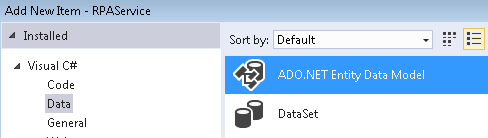 Add New Item - RPAService
Installed
Sort by: Default
Visual C#
Code
Data
General
ADO.NET Entity Data Model
DataSet